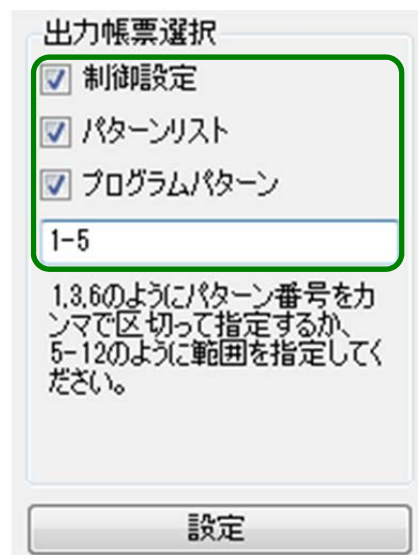 出力帳票選択
制御設定
パターンリスト
プログラムパターン
1-5
1,3,6のようにパターン番号をカ
ンマで区切って指定するか、
5-12のように範囲を指定してく
ださい。
設定